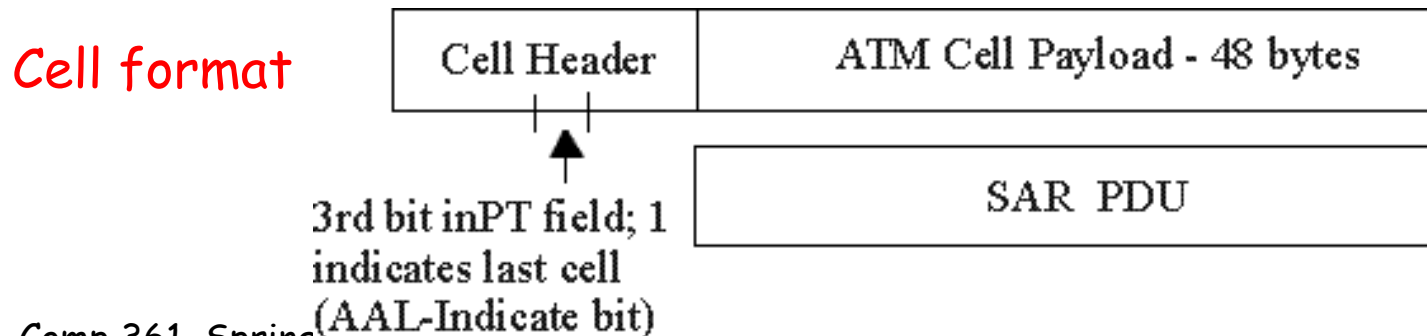 Cell format
Cell Header
ATM Cell Payload - 48 bytes
SAR PDU
3rd bit inPT field; 1
indicates last cell
(AAL-Indicate bit)
Comp 361, Spring